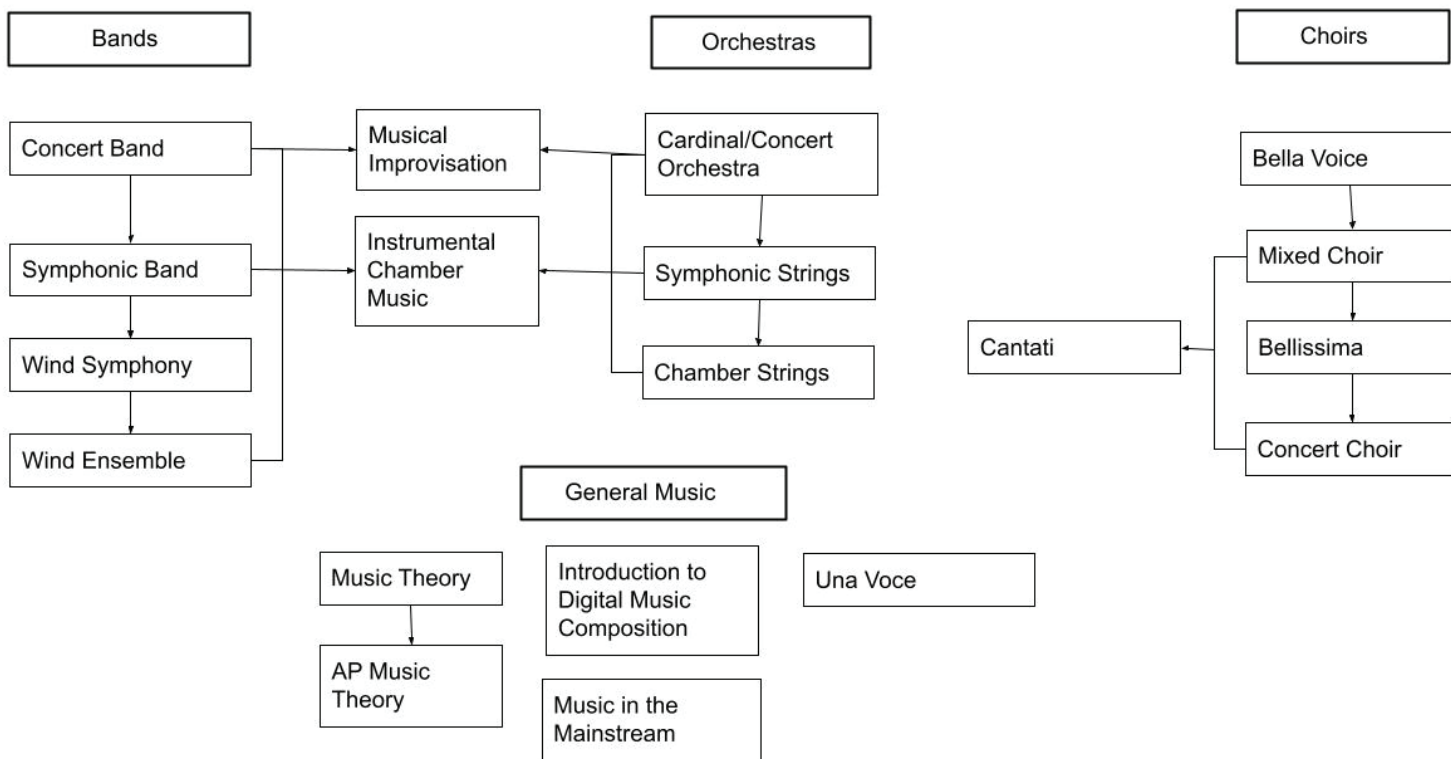 Bands
Orchestras
Choirs
Concert Band
Symphonic Band
Wind Symphony
Wind Ensemble
Musical
Improvisation
Instrumental
Chamber
Music
Cardinal/Concert
Orchestra
Symphonic Strings
Chamber Strings
Bella Voice
Mixed Choir
Bellissima
Concert Choir
Cantati
General Music
Music Theory
AP Music
Theory
Introduction to
Digital Music
Composition
Music in the
Mainstream
Una Voce